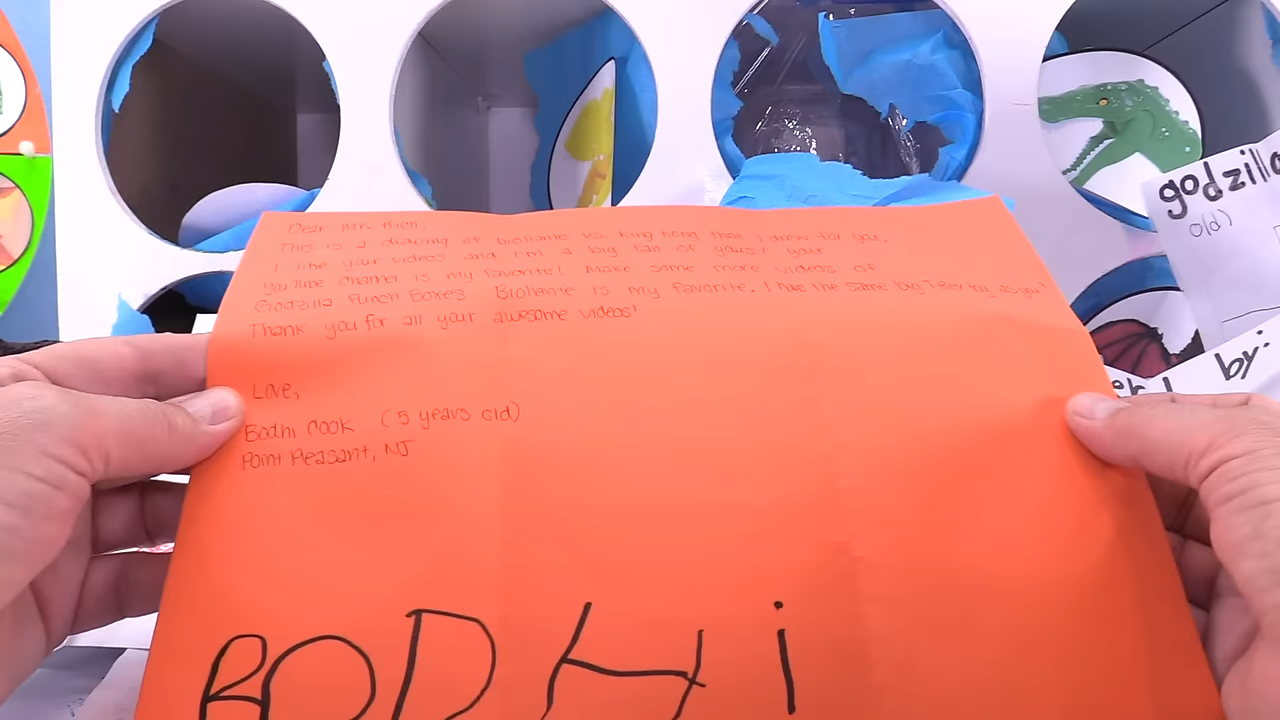 Dear Mr. Rich,
This is a drawing of biollante vs. King Kong that I drew for you.
I like your videos and I'm a big fan of yours! your
YouTube channel is my favorite! Make some more videos of
Godzilla Punch Boxes. Biollante is my favorite. I have the same big T-Rex toy as you!
Thank you for all your awesome videos!
Love,
Bodhi Cook (5 years old)
Point Pleasant, NJ
BODHi
godzilla
old)
by: